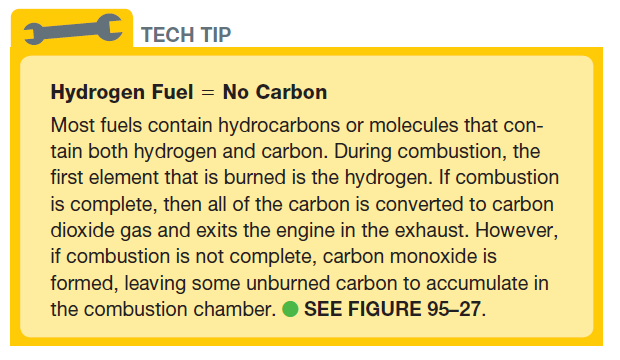 TECH TIP
Hydrogen Fuel = No Carbon
Most fuels contain hydrocarbons or molecules that con-
tain both hydrogen and carbon. During combustion, the
first element that is burned is the hydrogen. If combustion
is complete, then all of the carbon is converted to carbon
dioxide gas and exits the engine in the exhaust. However,
if combustion is not complete, carbon monoxide is
formed, leaving some unburned carbon to accumulate in
the combustion chamber. ● SEE FIGURE 95–27.